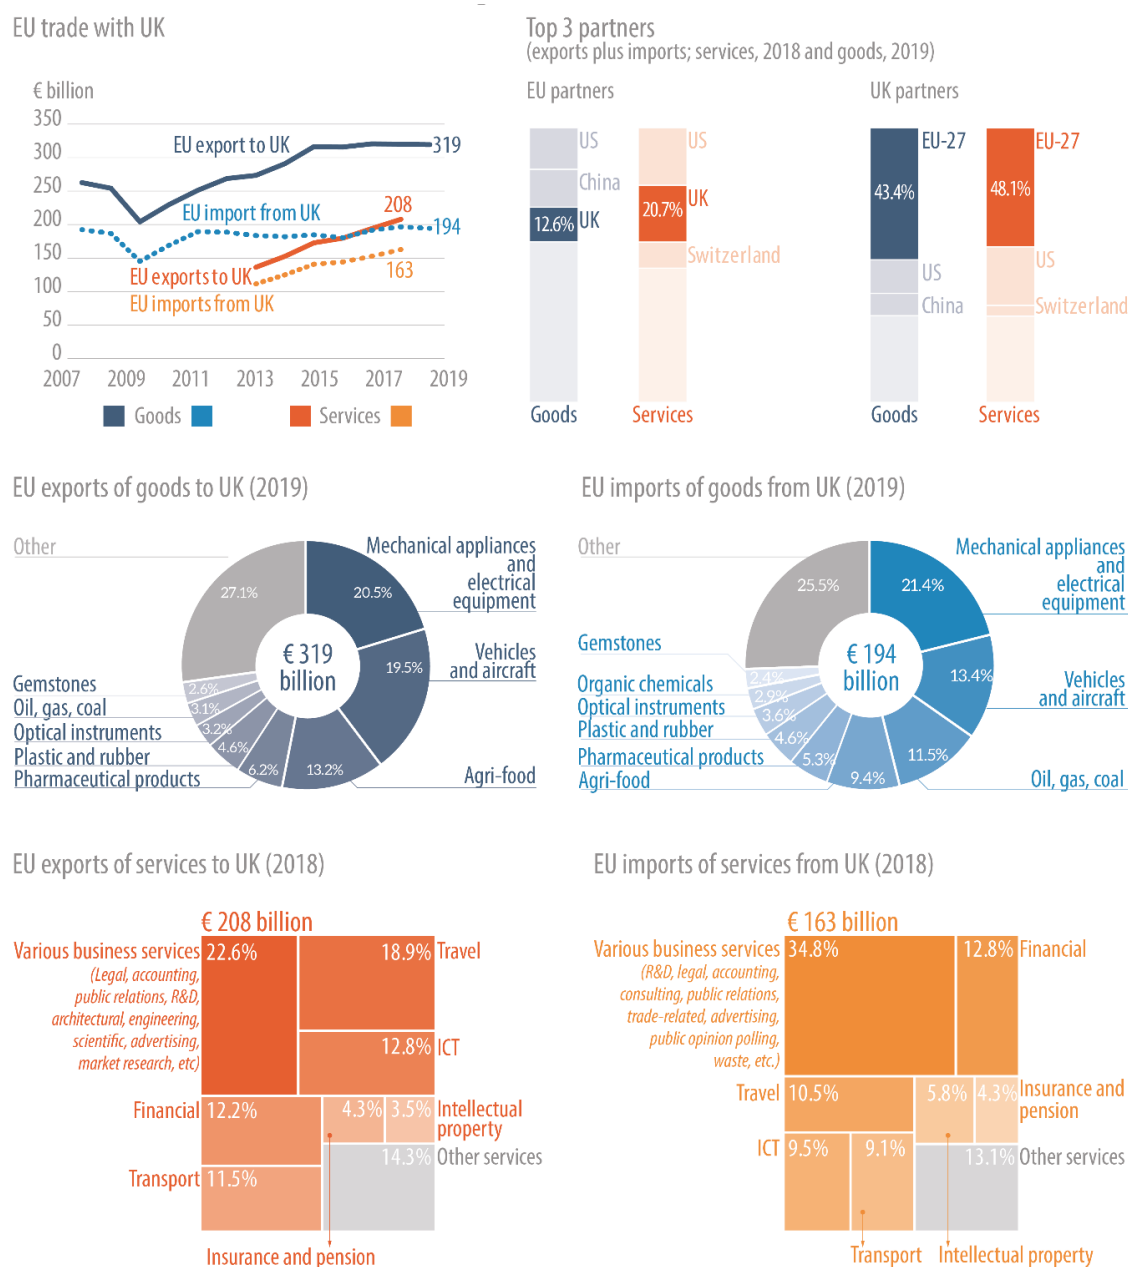 EU trade with UK
€ billion
350
300
250
200
150
100
50
0
EU export to UK
319
EU import from UK
208
194
EU exports to UK
163
EU imports from UK
2007 2009 2011 2013 2015 2017 2019
Goods
Services
Top 3 partners
(exports plus imports; services, 2018 and goods, 2019)
EU partners
US
China
12.6% UK
Goods
US
20.7% UK
Switzerland
Services
UK partners
EU-27
43.4%
US
China
Goods
EU-27
48.1%
US
Switzerland
Services
EU exports of goods to UK (2019)
Other
27.1%
Mechanical appliances
and
electrical
equipment
20.5%
€ 319
billion
Vehicles
and aircraft
19.5%
Gemstones
2.6%
Oil, gas, coal
3.1%
Optical instruments
3.2%
Plastic and rubber
4.6%
Pharmaceutical products
6.2%
13.2%
Agri-food
EU imports of goods from UK (2019)
Other
25.5%
Mechanical appliances
and
electrical
equipment
21.4%
€ 194
billion
Gemstones
2.4%
Vehicles
and aircraft
13.4%
Organic chemicals
2.9%
Optical instruments
3.6%
Plastic and rubber
4.6%
Pharmaceutical products
5.3%
Agri-food
9.4%
11.5%
Oil, gas, coal
EU exports of services to UK (2018)
€ 208 billion
Various business services
22.6%
(Legal, accounting,
public relations, R&D,
architectural, engineering,
scientific, advertising,
market research, etc)
18.9% Travel
12.8% ICT
Financial 12.2%
4.3%
3.5% Intellectual
property
Transport 11.5%
14.3% Other services
Insurance and pension
EU imports of services from UK (2018)
€ 163 billion
Various business services
34.8%
(R&D, legal, accounting,
consulting, public relations,
trade-related, advertising,
public opinion polling,
waste, etc.)
12.8% Financial
Travel 10.5%
5.8%
4.3% Insurance and
pension
ICT 9.5%
9.1%
13.1% Other services
Transport
Intellectual property